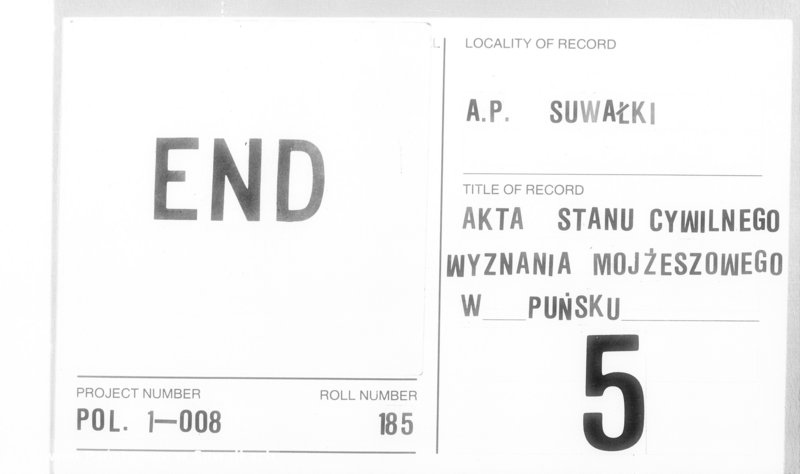 END
PROJECT NUMBER
POL. 1—008
ROLL NUMBER
185
LOCALITY OF RECORD
A.P. SUWAŁKI
TITLE OF RECORD
AKTA STANU CYWILNEGO
WYZNANIA MOJŻESZOWEGO
W PUŃSKU
5